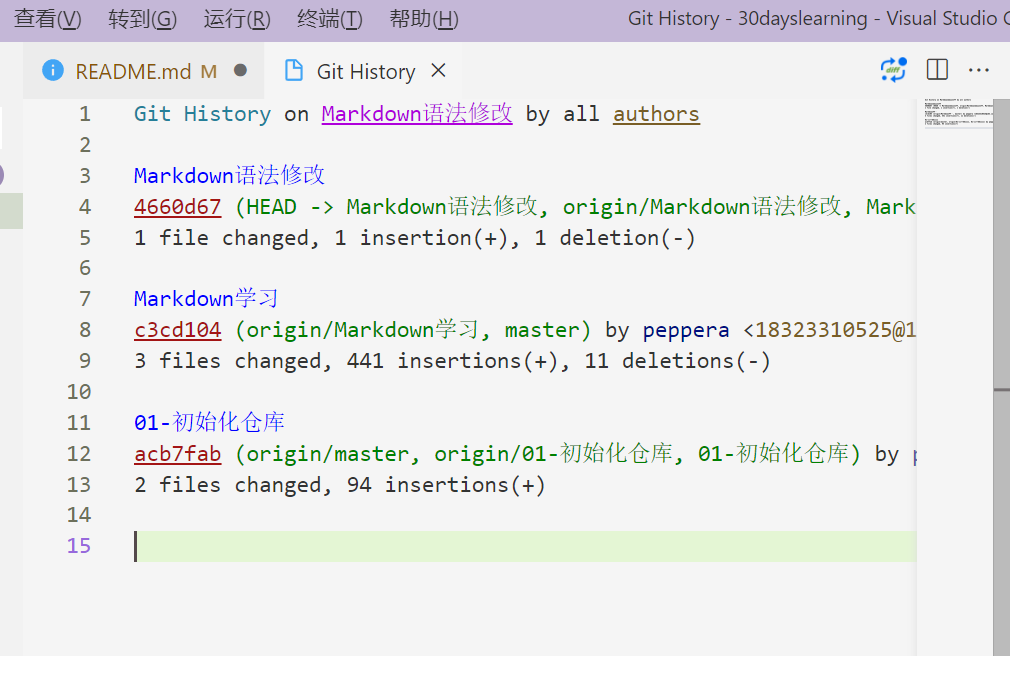 查看(V) 转到(G) 运行(R) 终端(T) 帮助(H) Git History - 30dayslearning - Visual Studio
README.md M Git History
1 Git History on Markdown语法修改 by all authors
2
3 Markdown语法修改
4 4660d67 (HEAD -> Markdown语法修改, origin/Markdown语法修改, Mark
5 1 file changed, 1 insertion(+), 1 deletion(-)
6
7 Markdown学习
8 c3cd104 (origin/Markdown学习, master) by peppera <18323310525@1
9 3 files changed, 441 insertions(+), 11 deletions(-)
10
11 01-初始化仓库
12 acb7fab (origin/master, origin/01-初始化仓库, 01-初始化仓库) by
13 2 files changed, 94 insertions(+)
14
15